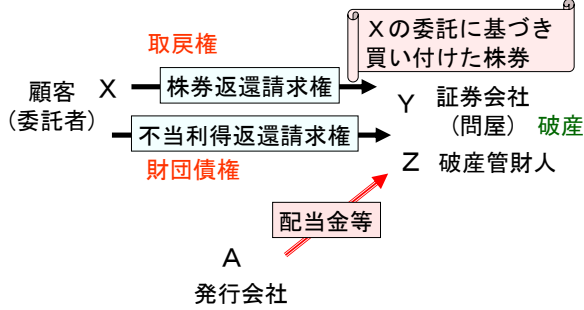 Ｘの委託に基づき
買い付けた株券
取戻権
顧客
（委託者）
Ｘ
株券返還請求権
Ｙ
証券会社
（問屋）
破産
不当利得返還請求権
財団債権
Ｚ
破産管財人
配当金等
Ａ
発行会社